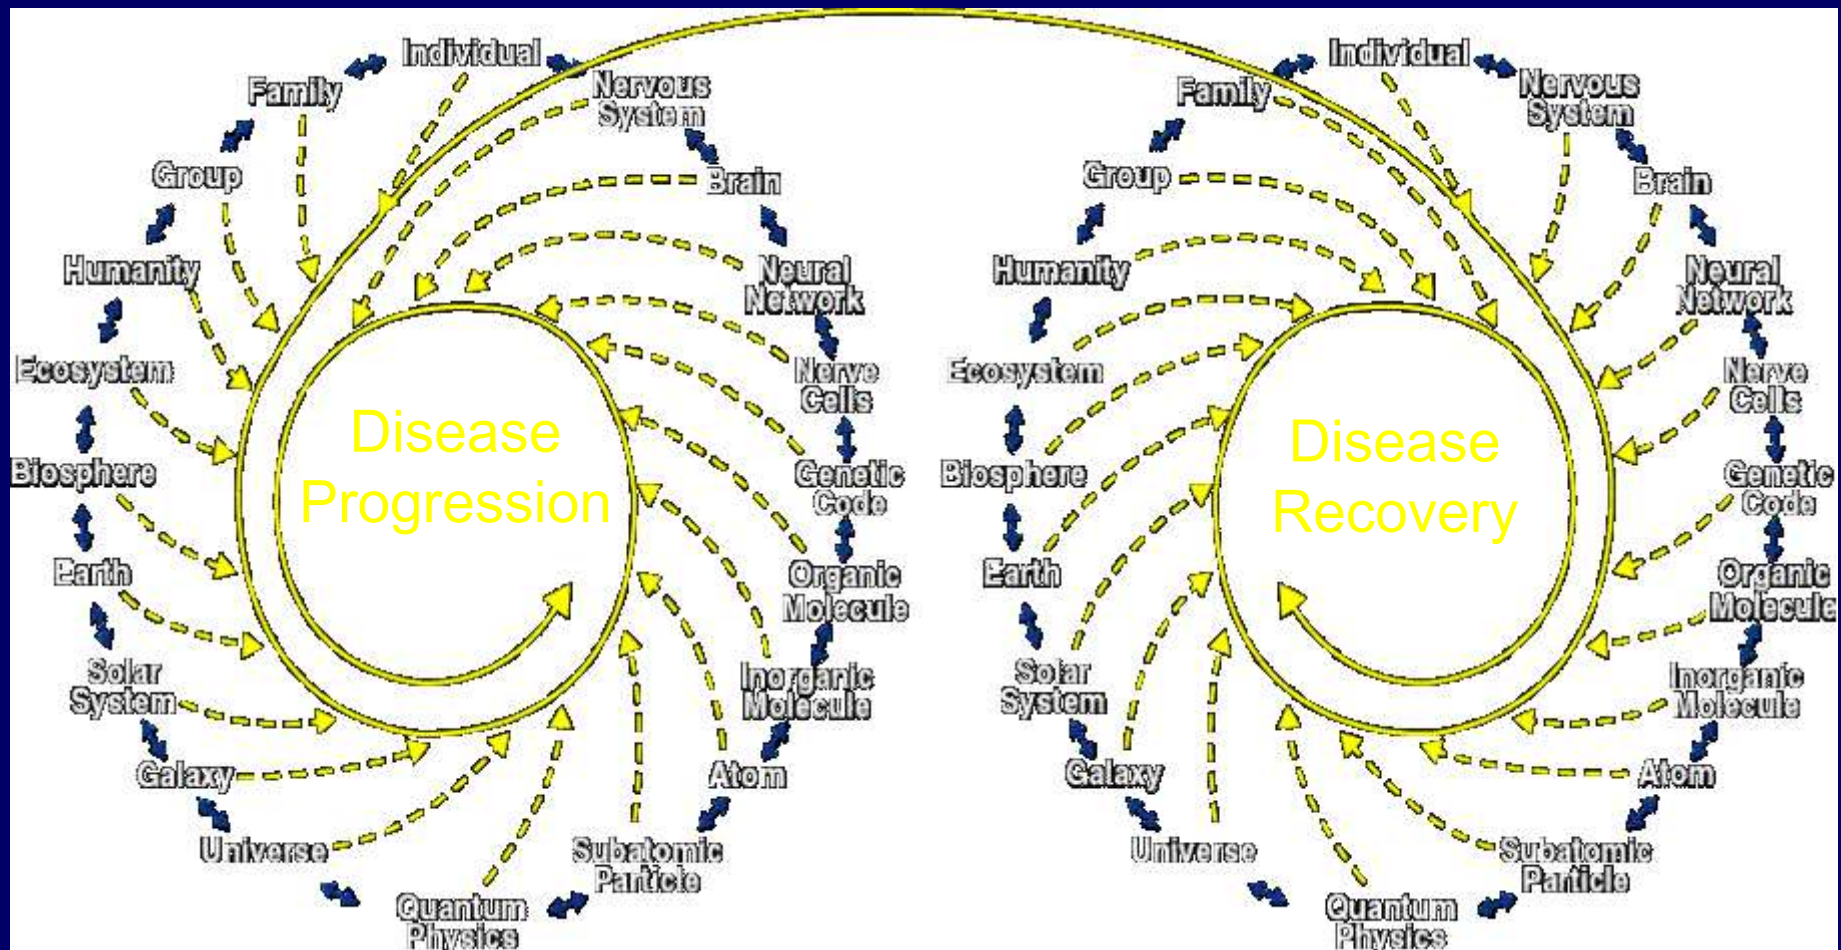 Individual
Family
Nervous
System
Group
Brain
Humanity
Neural
Network
Ecosystem
Nerve
Cells
Disease
Progression
Biosphere
Genetic
Code
Earth
Organic
Molecule
Solar
System
Inorganic
Molecule
Galaxy
Atom
Universe
Subatomic
Particle
Quantum
Physics
Individual
Family
Nervous
System
Group
Brain
Humanity
Neural
Network
Ecosystem
Nerve
Cells
Disease
Recovery
Biosphere
Genetic
Code
Earth
Organic
Molecule
Solar
System
Inorganic
Molecule
Galaxy
Atom
Universe
Subatomic
Particle
Quantum
Physics